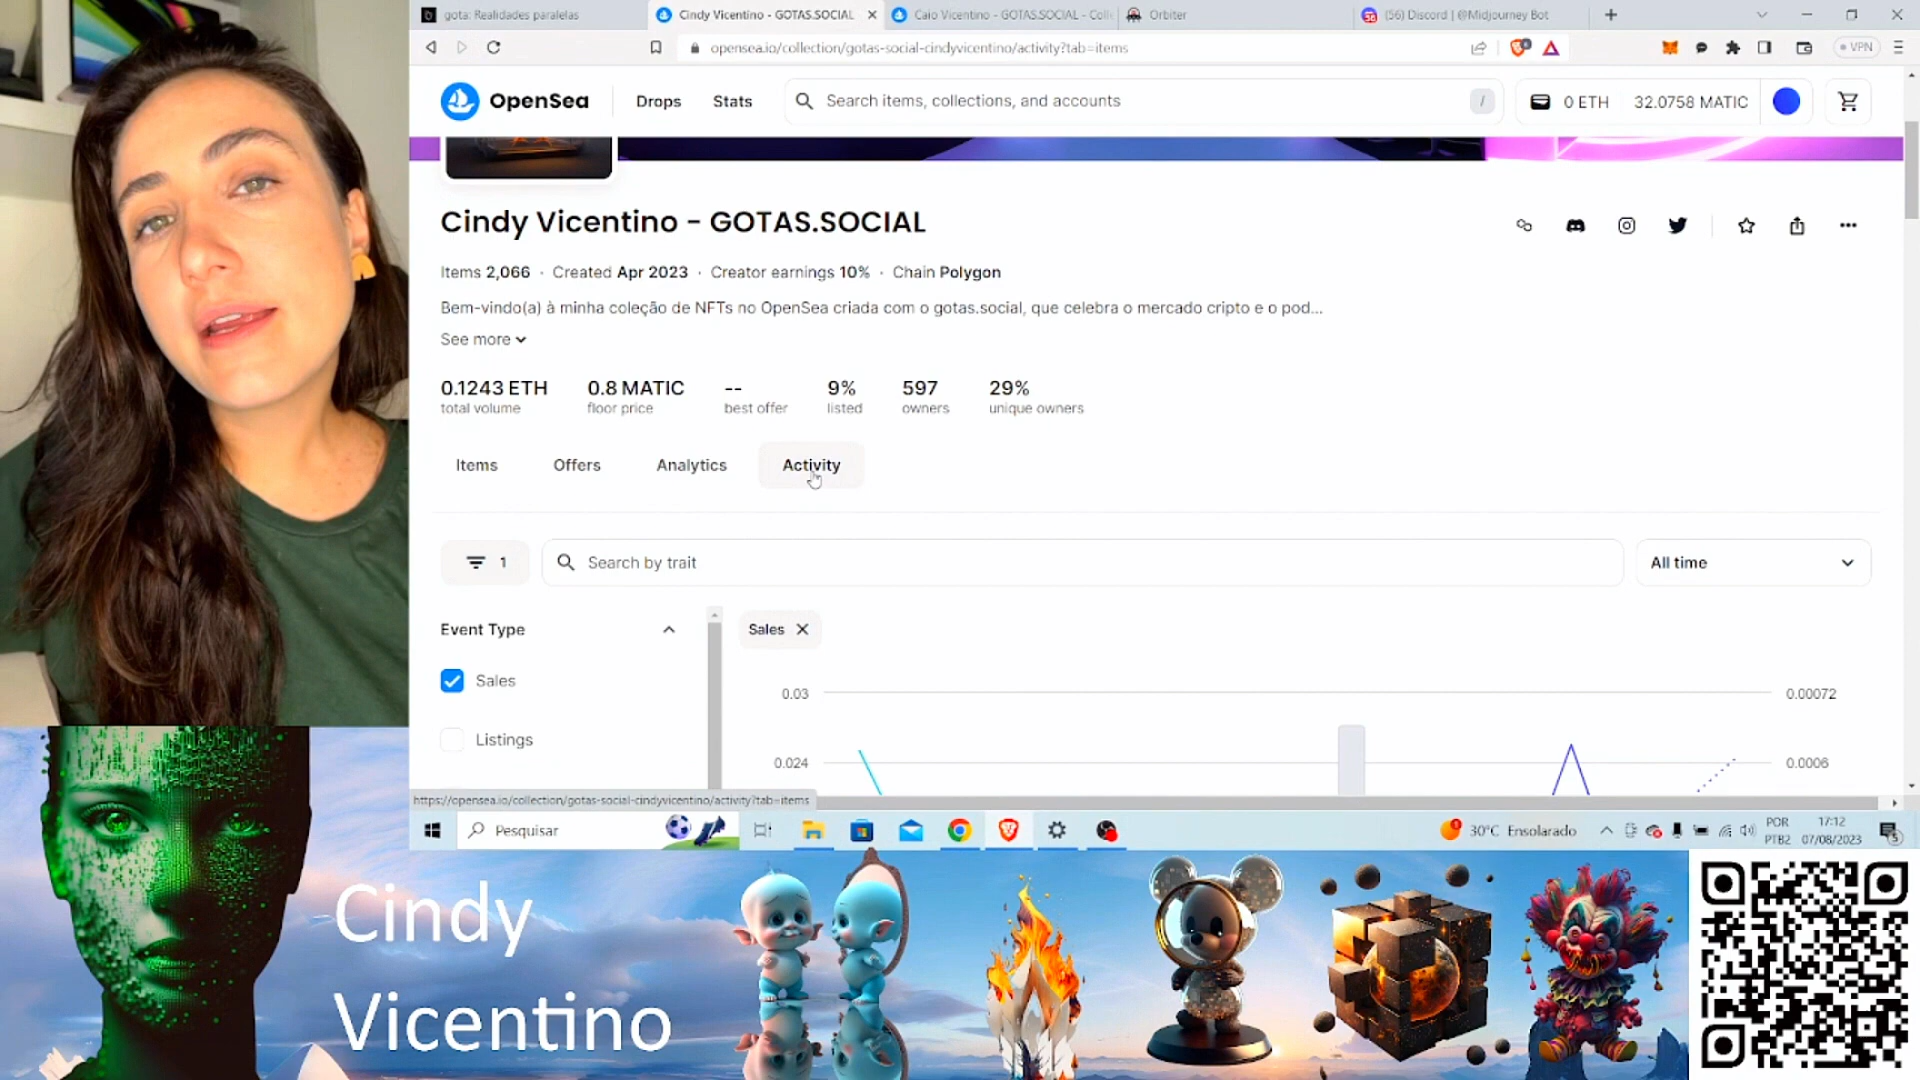 gota: Realidades paralelas
Cindy Vicentino - GOTAS.SOCIAL
Caio Vicentino - GOTAS.SOCIAL - Coll
Orbiter
(56) Discord | @Midjourney Bot
opensea.io/collection/gotas-social-cindyvicentino/activity?tab=items
VPN
OpenSea
Drops
Stats
Search items, collections, and accounts
/
0 ETH
32.0758 MATIC
Cindy Vicentino - GOTAS.SOCIAL
Items 2,066 · Created Apr 2023 · Creator earnings 10% · Chain Polygon
Bem-vindo(a) à minha coleção de NFTs no OpenSea criada com o gotas.social, que celebra o mercado cripto e o pod...
See more
0.1243 ETH
total volume
0.8 MATIC
floor price
--
best offer
9%
listed
597
owners
29%
unique owners
Items
Offers
Analytics
Activity
1
Search by trait
All time
Event Type
Sales
Sales
Listings
0.03
0.00072
0.024
0.0006
https://opensea.io/collection/gotas-social-cindyvicentino/activity?tab=items
Pesquisar
30°C Ensolarado
POR
PTB2
17:12
07/08/2023
5
Cindy
Vicentino